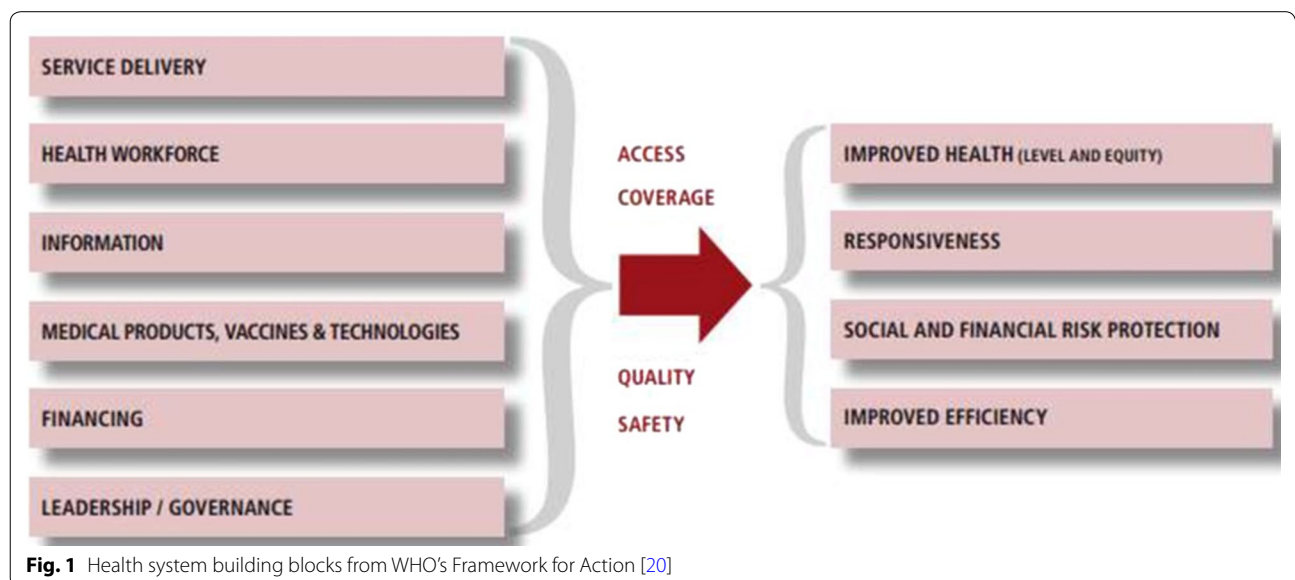 SERVICE DELIVERY
HEALTH WORKFORCE
INFORMATION
MEDICAL PRODUCTS, VACCINES & TECHNOLOGIES
FINANCING
LEADERSHIP / GOVERNANCE
ACCESS
COVERAGE
QUALITY
SAFETY
IMPROVED HEALTH (LEVEL AND EQUITY)
RESPONSIVENESS
SOCIAL AND FINANCIAL RISK PROTECTION
IMPROVED EFFICIENCY
Fig. 1 Health system building blocks from WHO's Framework for Action [20]